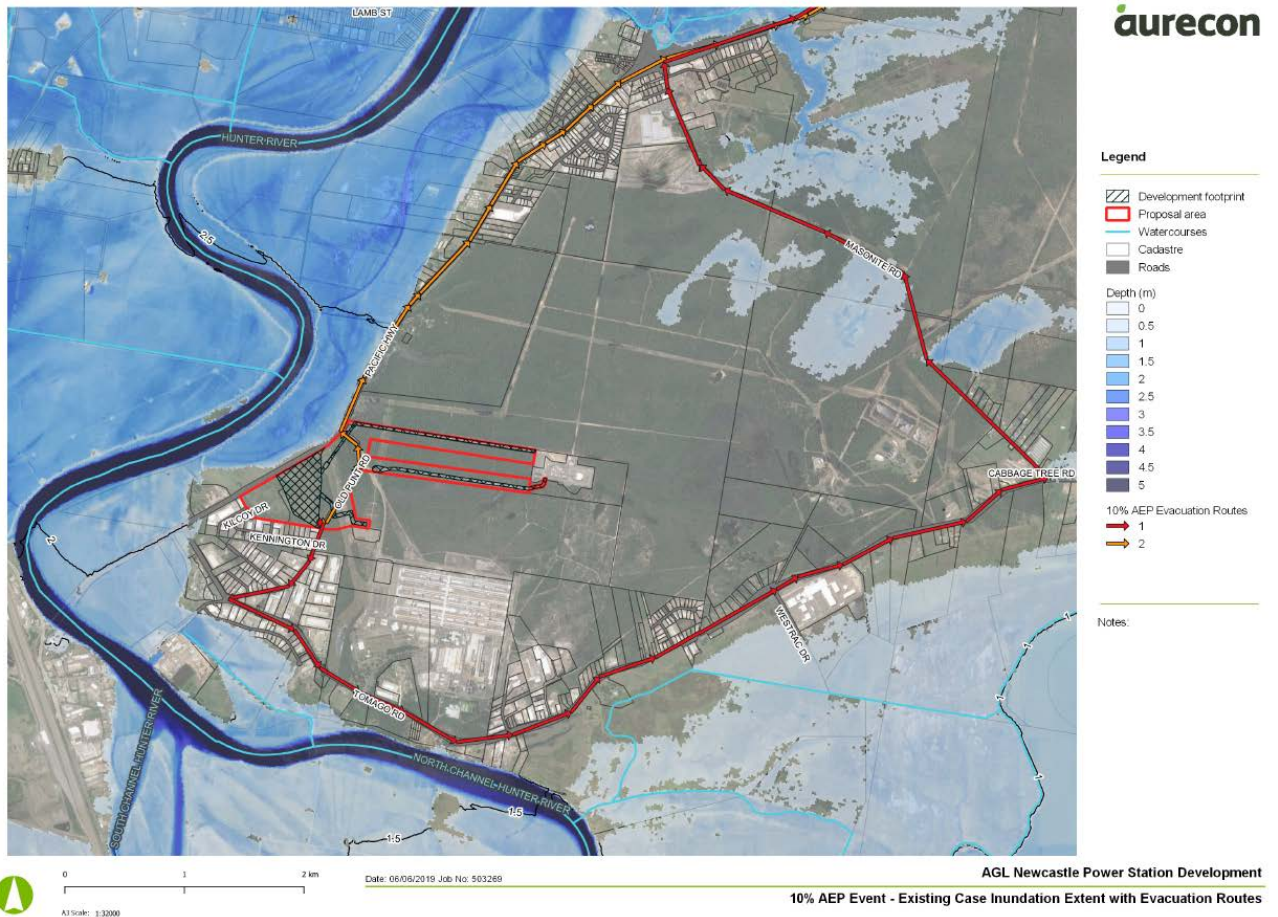 aurecon
LAMB ST
HUNTER RIVER
2.5
MASONITE RD
PACIFIC HWY
OLD PUNT RD
CABBAGE TREE RD
KILCOY DR
2
KENNINGTON DR
WESTRAC DR
TOMAGO RD
1
1
1
1
SOUTH CHANNEL HUNTER RIVER
NORTH CHANNEL HUNTER RIVER
1.5
1.5
Legend
Development footprint
Proposal area
Watercourses
Cadastre
Roads
Depth (m)
0
0.5
1
1.5
2
2.5
3
3.5
4
4.5
5
10% AEP Evacuation Routes
1
2
Notes:
0 1 2 km
A3 Scale: 1:32000
Date: 06/06/2019 Job No: 503269
AGL Newcastle Power Station Development
10% AEP Event - Existing Case Inundation Extent with Evacuation Routes